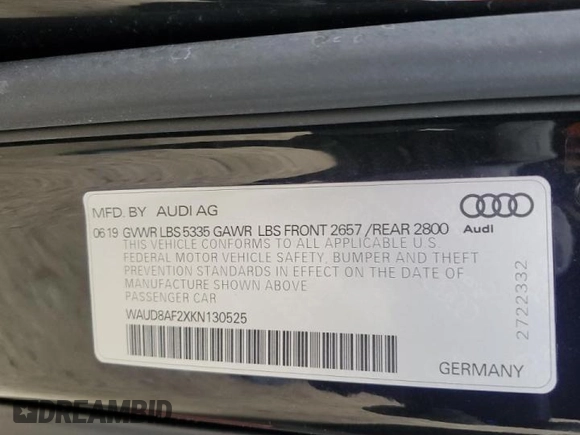 MFD. BY AUDI AG
Audi
06 19 GVWR LBS 5335 GAWR LBS FRONT 2657 / REAR 2800
THIS VEHICLE CONFORMS TO ALL APPLICABLE U.S.
FEDERAL MOTOR VEHICLE SAFETY, BUMPER AND THEFT
PREVENTION STANDARDS IN EFFECT ON THE DATE OF
MANUFACTURE SHOWN ABOVE
PASSENGER CAR
WAUD8AF2XKN130525
2722332
GERMANY
DREAMBID